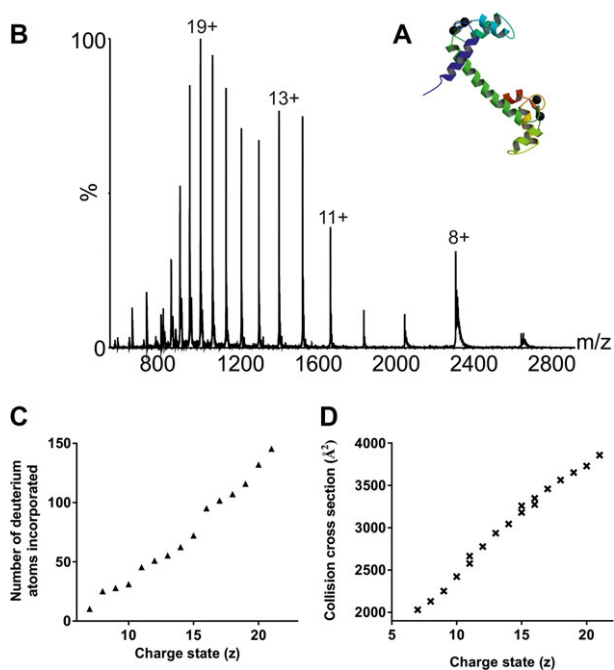 B
A
100
%
0
19+
13+
11+
8+
800
1200
1600
2000
2400
2800
m/z
C
Number of deuterium
atoms incorporated
150
100
50
0
10
15
20
Charge state (z)
D
Collision cross section (Å²)
4000
3500
3000
2500
2000
5
10
15
20
Charge state (z)